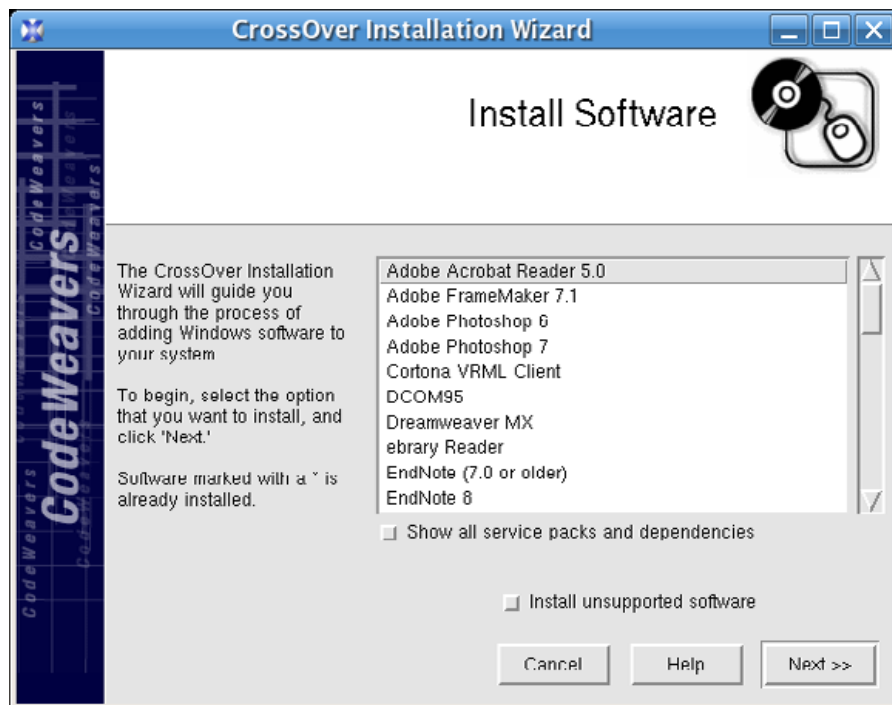 CrossOver Installation Wizard
Install Software
CodeWeavers
CodeWeavers
CodeWeavers
CodeWeavers
CodeWeavers
The CrossOver Installation
Wizard will guide you
through the process of
adding Windows software to
your system
To begin, select the option
that you want to install, and
click 'Next.'
Software marked with a * is
already installed.
Adobe Acrobat Reader 5.0
Adobe FrameMaker 7.1
Adobe Photoshop 6
Adobe Photoshop 7
Cortona VRML Client
DCOM95
Dreamweaver MX
ebrary Reader
EndNote (7.0 or older)
EndNote 8
Show all service packs and dependencies
Install unsupported software
Cancel
Help
Next >>